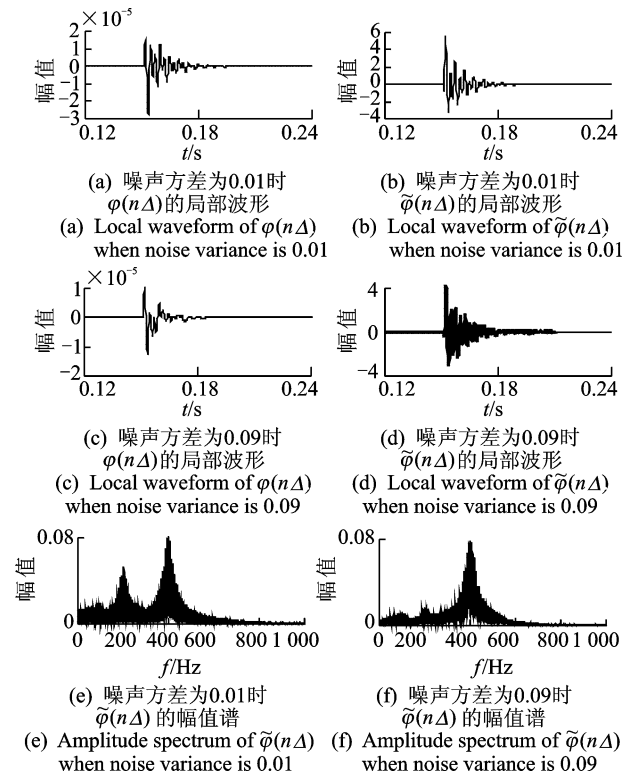 2 ×10⁻⁵
1
0
−1
−2
−3
0.12 0.18 0.24
幅值
t/s
6
4
2
0
−2
−4
0.12 0.18 0.24
幅值
t/s
(a) 噪声方差为0.01时
φ(nΔ)的局部波形
(a) Local waveform of φ(nΔ)
when noise variance is 0.01
(b) 噪声方差为0.01时
φ̃(nΔ)的局部波形
(b) Local waveform of φ̃(nΔ)
when noise variance is 0.01
1 ×10⁻⁵
0
−1
−2
0.12 0.18 0.24
幅值
t/s
4
0
−4
0.12 0.18 0.24
幅值
t/s
(c) 噪声方差为0.09时
φ(nΔ)的局部波形
(c) Local waveform of φ(nΔ)
when noise variance is 0.09
(d) 噪声方差为0.09时
φ̃(nΔ)的局部波形
(d) Local waveform of φ̃(nΔ)
when noise variance is 0.09
0.08
0
幅值
0 200 400 600 800 1 000
f/Hz
0.08
0
幅值
0 200 400 600 800 1 000
f/Hz
(e) 噪声方差为0.01时
φ̃(nΔ) 的幅值谱
(e) Amplitude spectrum of φ̃(nΔ)
when noise variance is 0.01
(f) 噪声方差为0.09时
φ̃(nΔ) 的幅值谱
(f) Amplitude spectrum of φ̃(nΔ)
when noise variance is 0.09